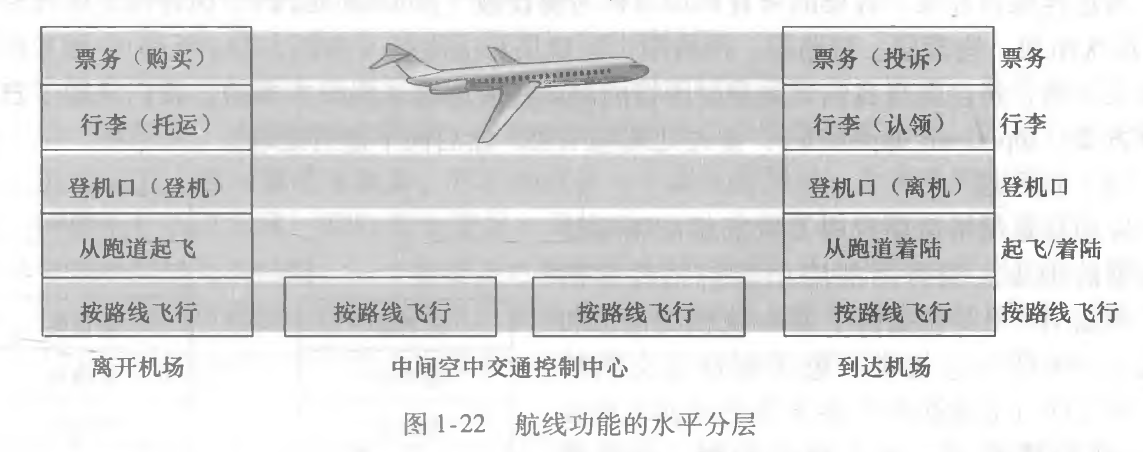 票务（购买） 票务（投诉） 票务
行李（托运） 行李（认领） 行李
登机口（登机） 登机口（离机） 登机口
从跑道起飞 从跑道着陆 起飞/着陆
按路线飞行 按路线飞行 按路线飞行 按路线飞行 按路线飞行
离开机场 中间空中交通控制中心 到达机场
图 1-22 航线功能的水平分层